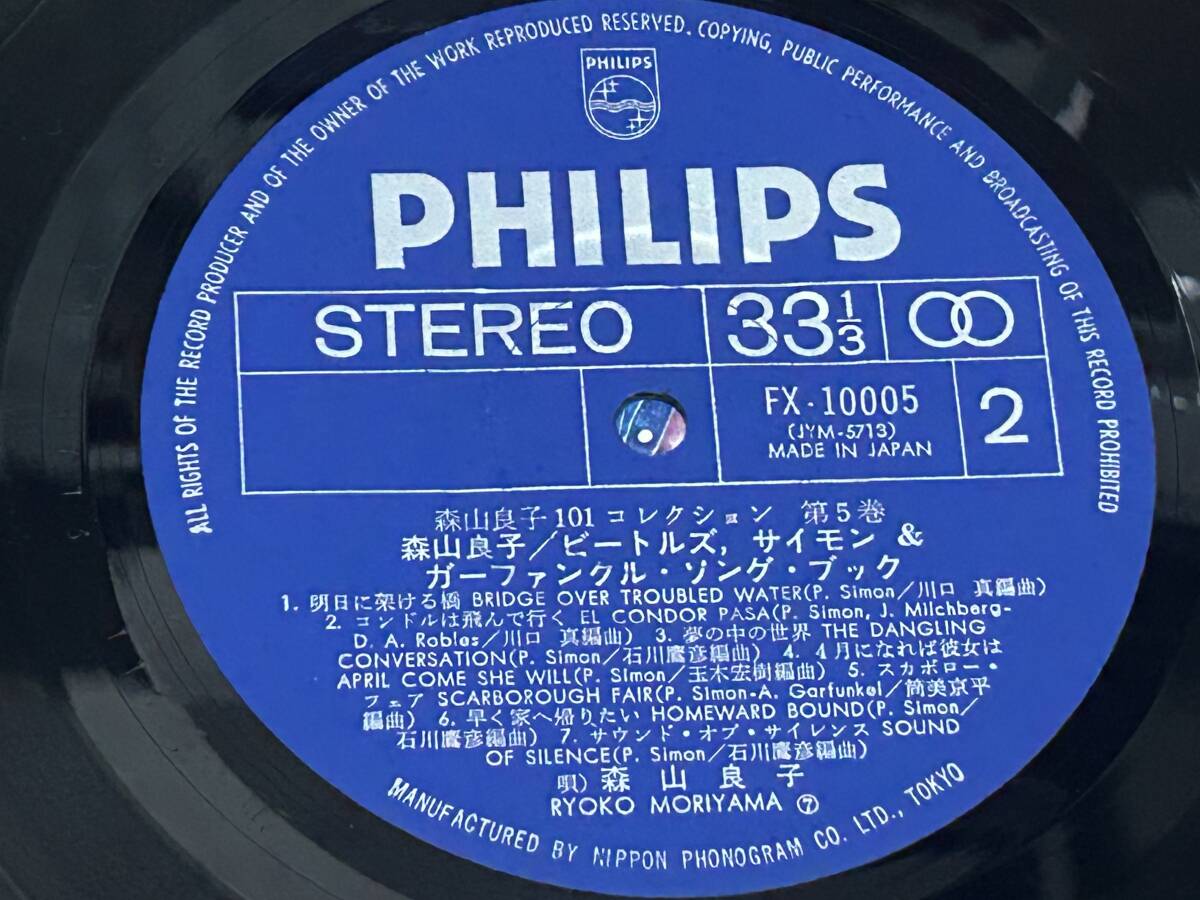 ALL RIGHTS OF THE RECORD PRODUCER AND OF THE OWNER OF THE WORK REPRODUCED RESERVED. COPYING, PUBLIC PERFORMANCE AND BROADCASTING OF THIS RECORD PROHIBITED
PHILIPS
PHILIPS
STEREO 33 1/3
FX-10005
(JYM-5713)
MADE IN JAPAN
2
森山良子101コレクション 第5巻
森山良子/ビートルズ, サイモン &
ガーファンクル・ソング・ブック
1. 明日に架ける橋 BRIDGE OVER TROUBLED WATER(P. Simon/川口 真編曲)
2. コンドルは飛んで行く EL CONDOR PASA(P. Simon, J. Milchberg-
D. A. Roblas/川口 真編曲) 3. 夢の中の世界 THE DANGLING
CONVERSATION(P. Simon/石川鷹彦編曲) 4. 4月になれば彼女は
APRIL COME SHE WILL(P. Simon/玉木宏樹編曲) 5. スカボロー・
フェア SCARBOROUGH FAIR(P. Simon-A. Garfunkel/筒美京平
編曲) 6. 早く家へ帰りたい HOMEWARD BOUND(P. Simon/
石川鷹彦編曲) 7. サウンド・オブ・サイレンス SOUND
OF SILENCE(P. Simon/石川鷹彦編曲)
唄) 森山良子
RYOKO MORIYAMA ⑦
MANUFACTURED BY NIPPON PHONOGRAM CO. LTD., TOKYO